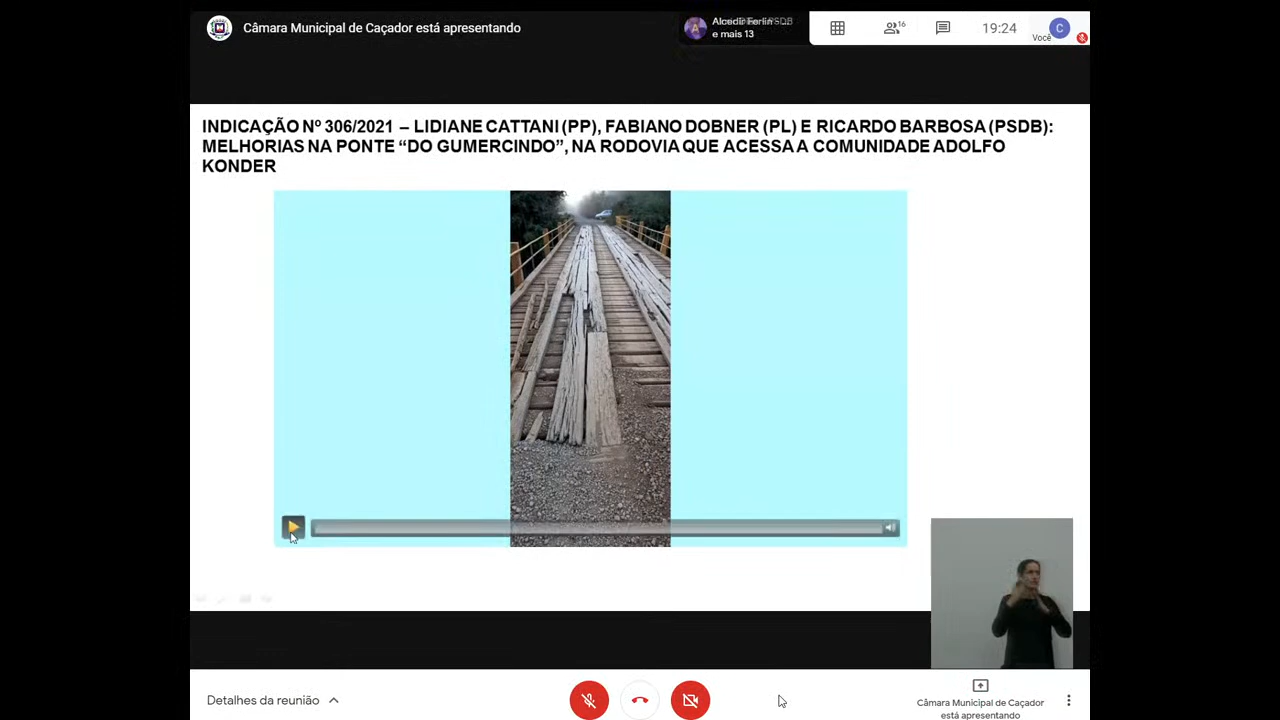 Câmara Municipal de Caçador está apresentando
e mais 13
16
19:24
Você
C
A
INDICAÇÃO Nº 306/2021 – LIDIANE CATTANI (PP), FABIANO DOBNER (PL) E RICARDO BARBOSA (PSDB):
MELHORIAS NA PONTE “DO GUMERCINDO”, NA RODOVIA QUE ACESSA A COMUNIDADE ADOLFO
KONDER
Detalhes da reunião
Câmara Municipal de Caçador
está apresentando